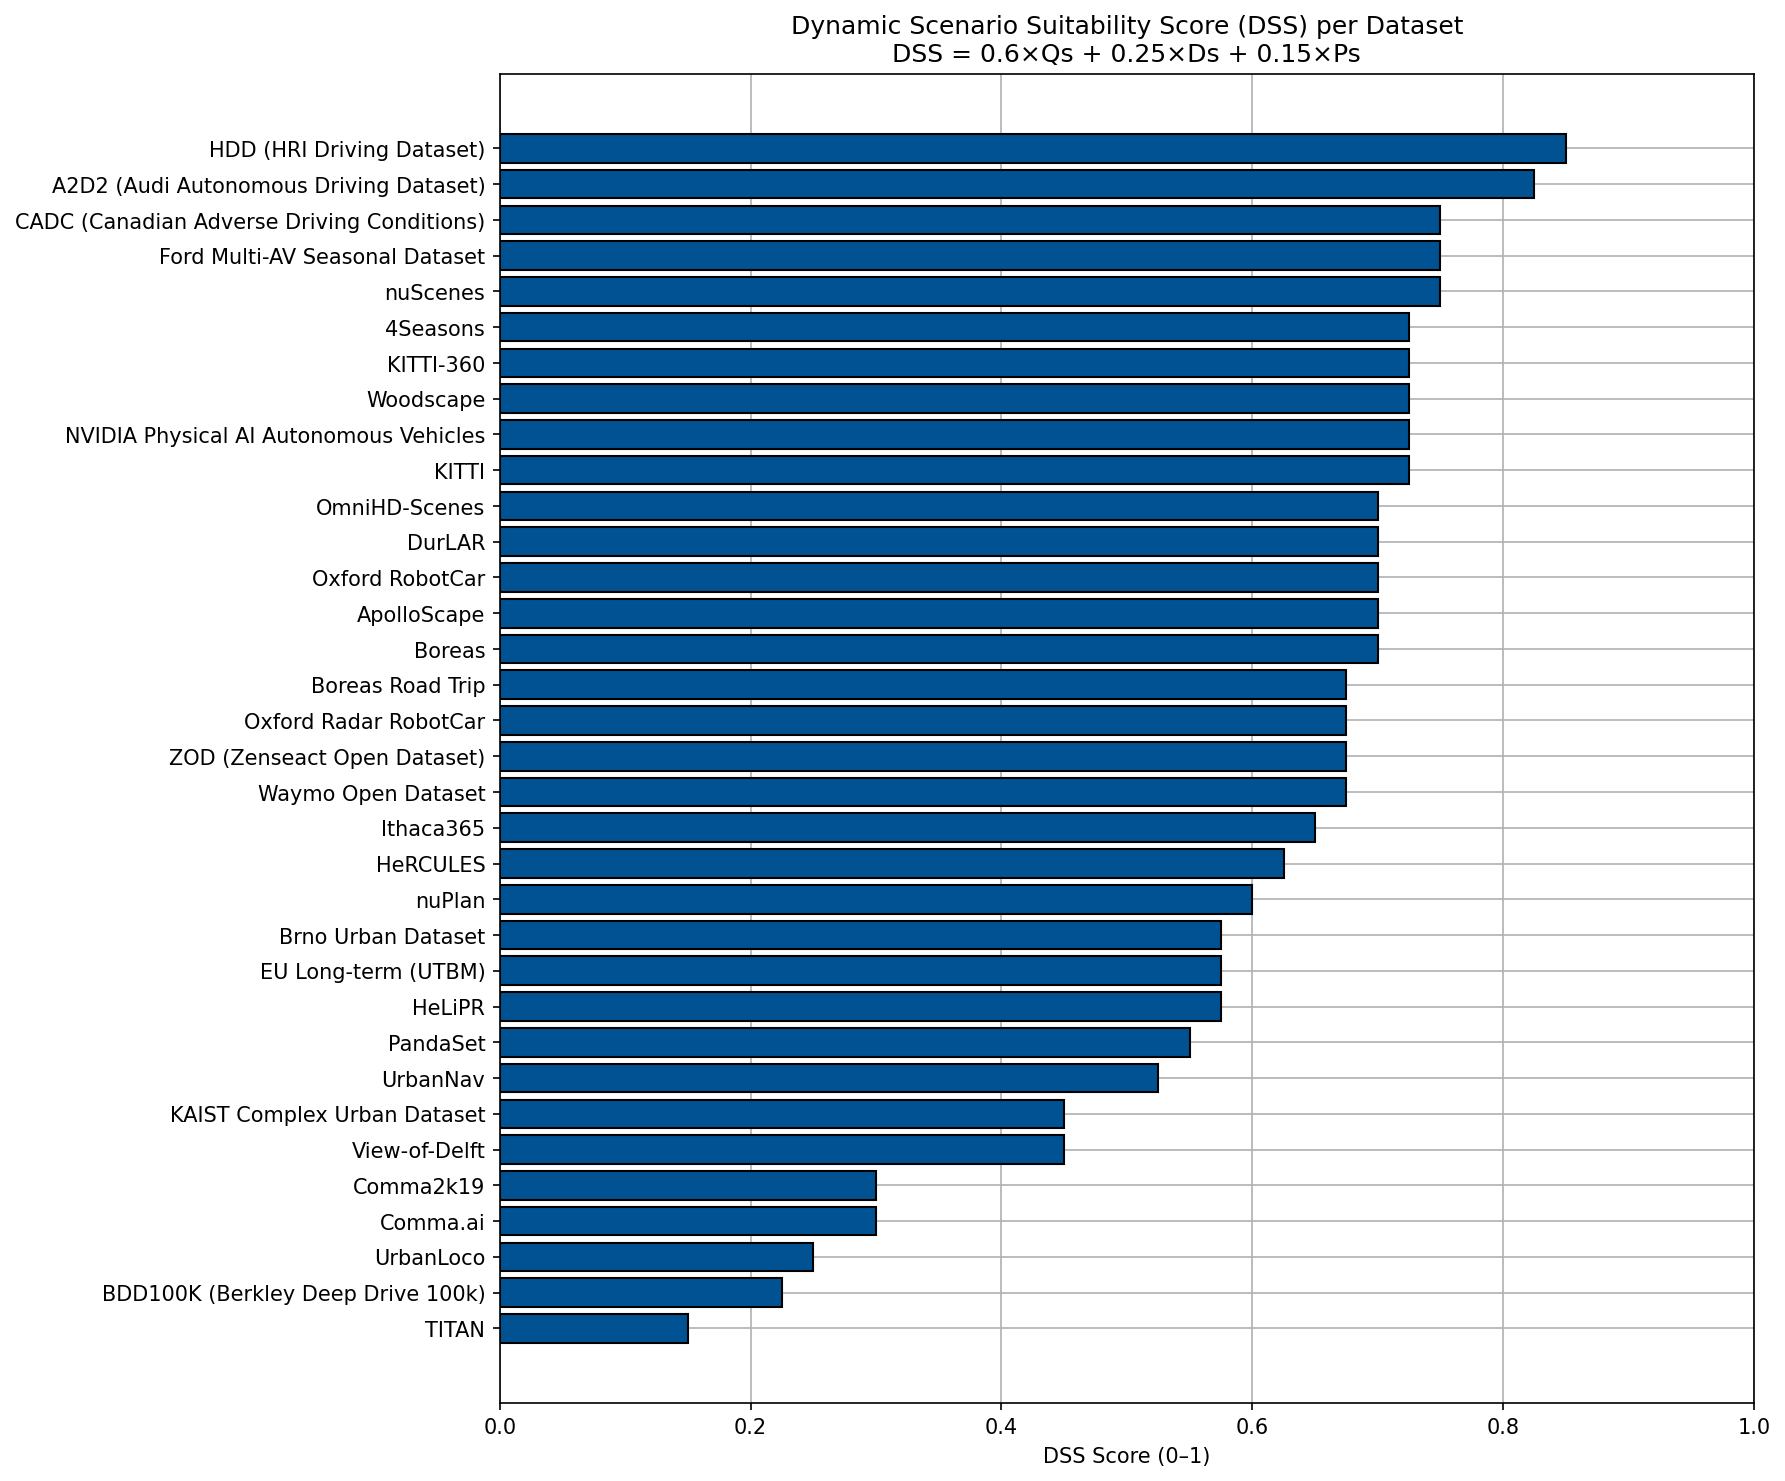 Dynamic Scenario Suitability Score (DSS) per Dataset
DSS = 0.6×Qs + 0.25×Ds + 0.15×Ps
HDD (HRI Driving Dataset)
A2D2 (Audi Autonomous Driving Dataset)
CADC (Canadian Adverse Driving Conditions)
Ford Multi-AV Seasonal Dataset
nuScenes
4Seasons
KITTI-360
Woodscape
NVIDIA Physical AI Autonomous Vehicles
KITTI
OmniHD-Scenes
DurLAR
Oxford RobotCar
ApolloScape
Boreas
Boreas Road Trip
Oxford Radar RobotCar
ZOD (Zenseact Open Dataset)
Waymo Open Dataset
Ithaca365
HeRCULES
nuPlan
Brno Urban Dataset
EU Long-term (UTBM)
HeLiPR
PandaSet
UrbanNav
KAIST Complex Urban Dataset
View-of-Delft
Comma2k19
Comma.ai
UrbanLoco
BDD100K (Berkley Deep Drive 100k)
TITAN
0.0 0.2 0.4 0.6 0.8 1.0
DSS Score (0–1)